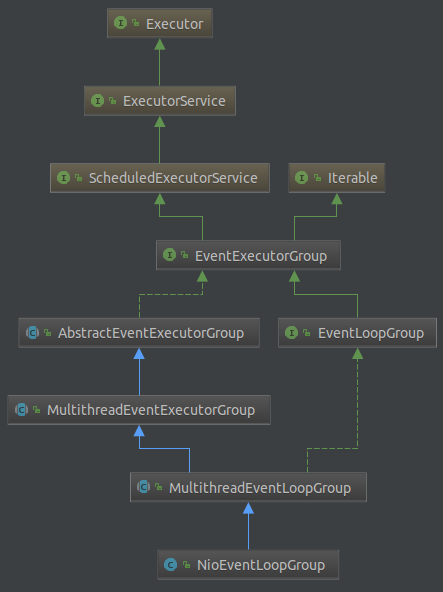 Executor
ExecutorService
ScheduledExecutorService
Iterable
EventExecutorGroup
AbstractEventExecutorGroup
EventLoopGroup
MultithreadEventExecutorGroup
MultithreadEventLoopGroup
NioEventLoopGroup